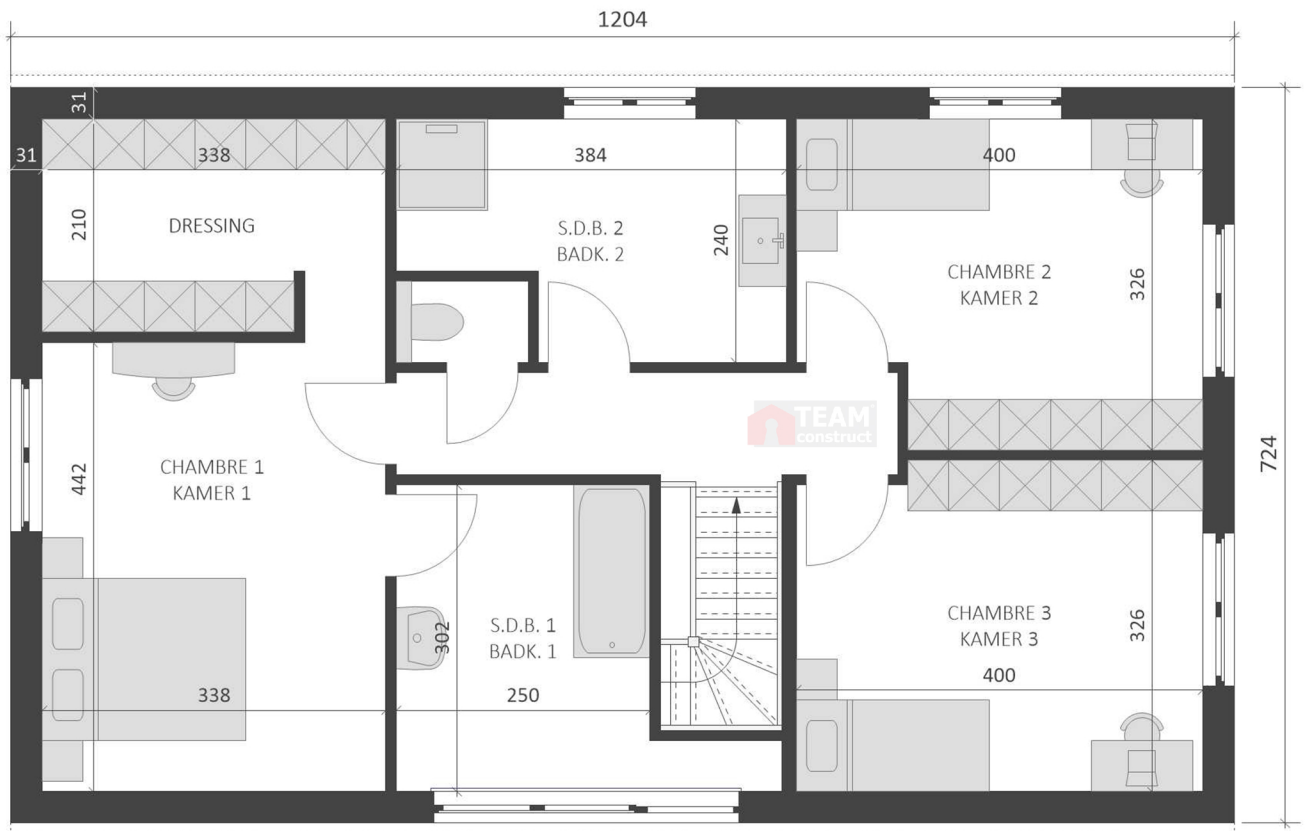 1204
31
31
338
384
400
210
DRESSING
S.D.B. 2
BADK. 2
240
CHAMBRE 2
KAMER 2
326
TEAM
construct
724
442
CHAMBRE 1
KAMER 1
302
S.D.B. 1
BADK. 1
CHAMBRE 3
KAMER 3
326
400
338
250